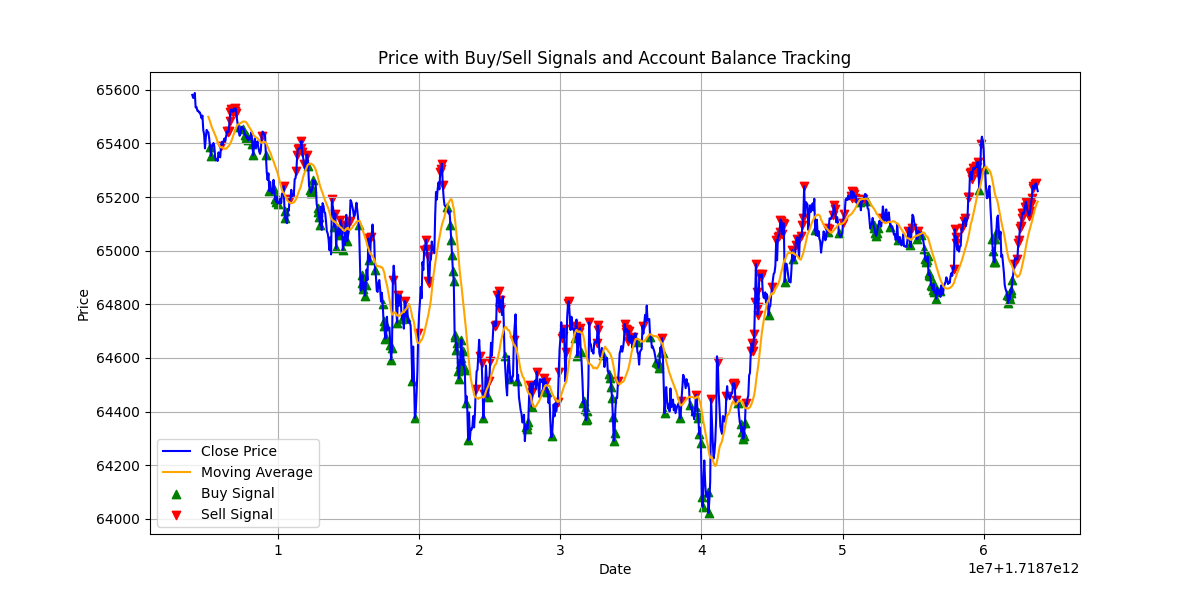 Price with Buy/Sell Signals and Account Balance Tracking
65600
65400
65200
65000
64800
64600
64400
64200
64000
Price
Close Price
Moving Average
Buy Signal
Sell Signal
1 2 3 4 5 6
Date
1e7+1.7187e12